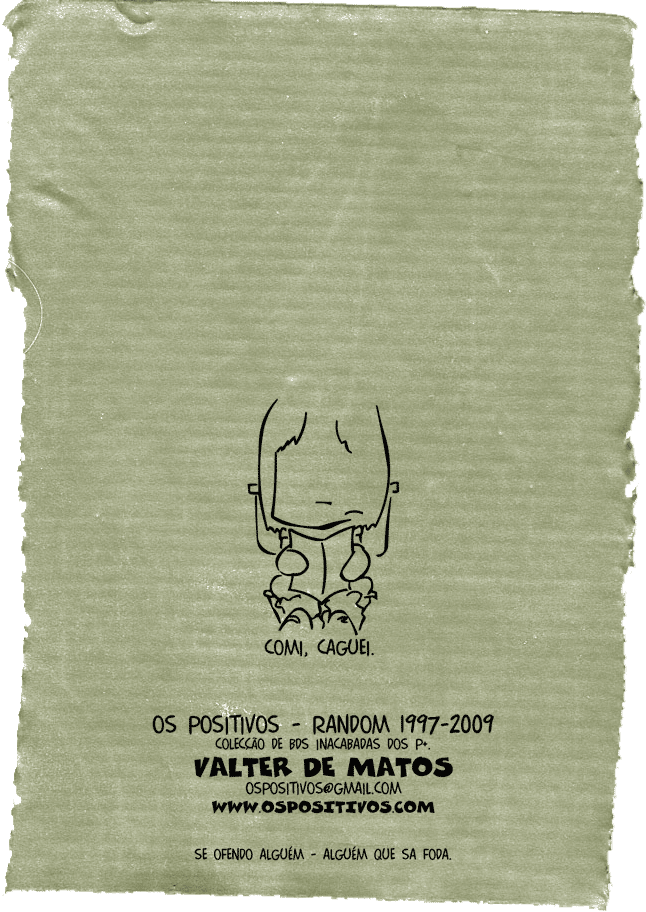 COMI, CAGUEI.
OS POSITIVOS - RANDOM 1997-2009
COLECÇÃO DE BDS INACABADAS DOS P+.
VALTER DE MATOS
OSPOSITIVOS@GMAIL.COM
WWW.OSPOSITIVOS.COM
SE OFENDO ALGUÉM - ALGUÉM QUE SA FODA.